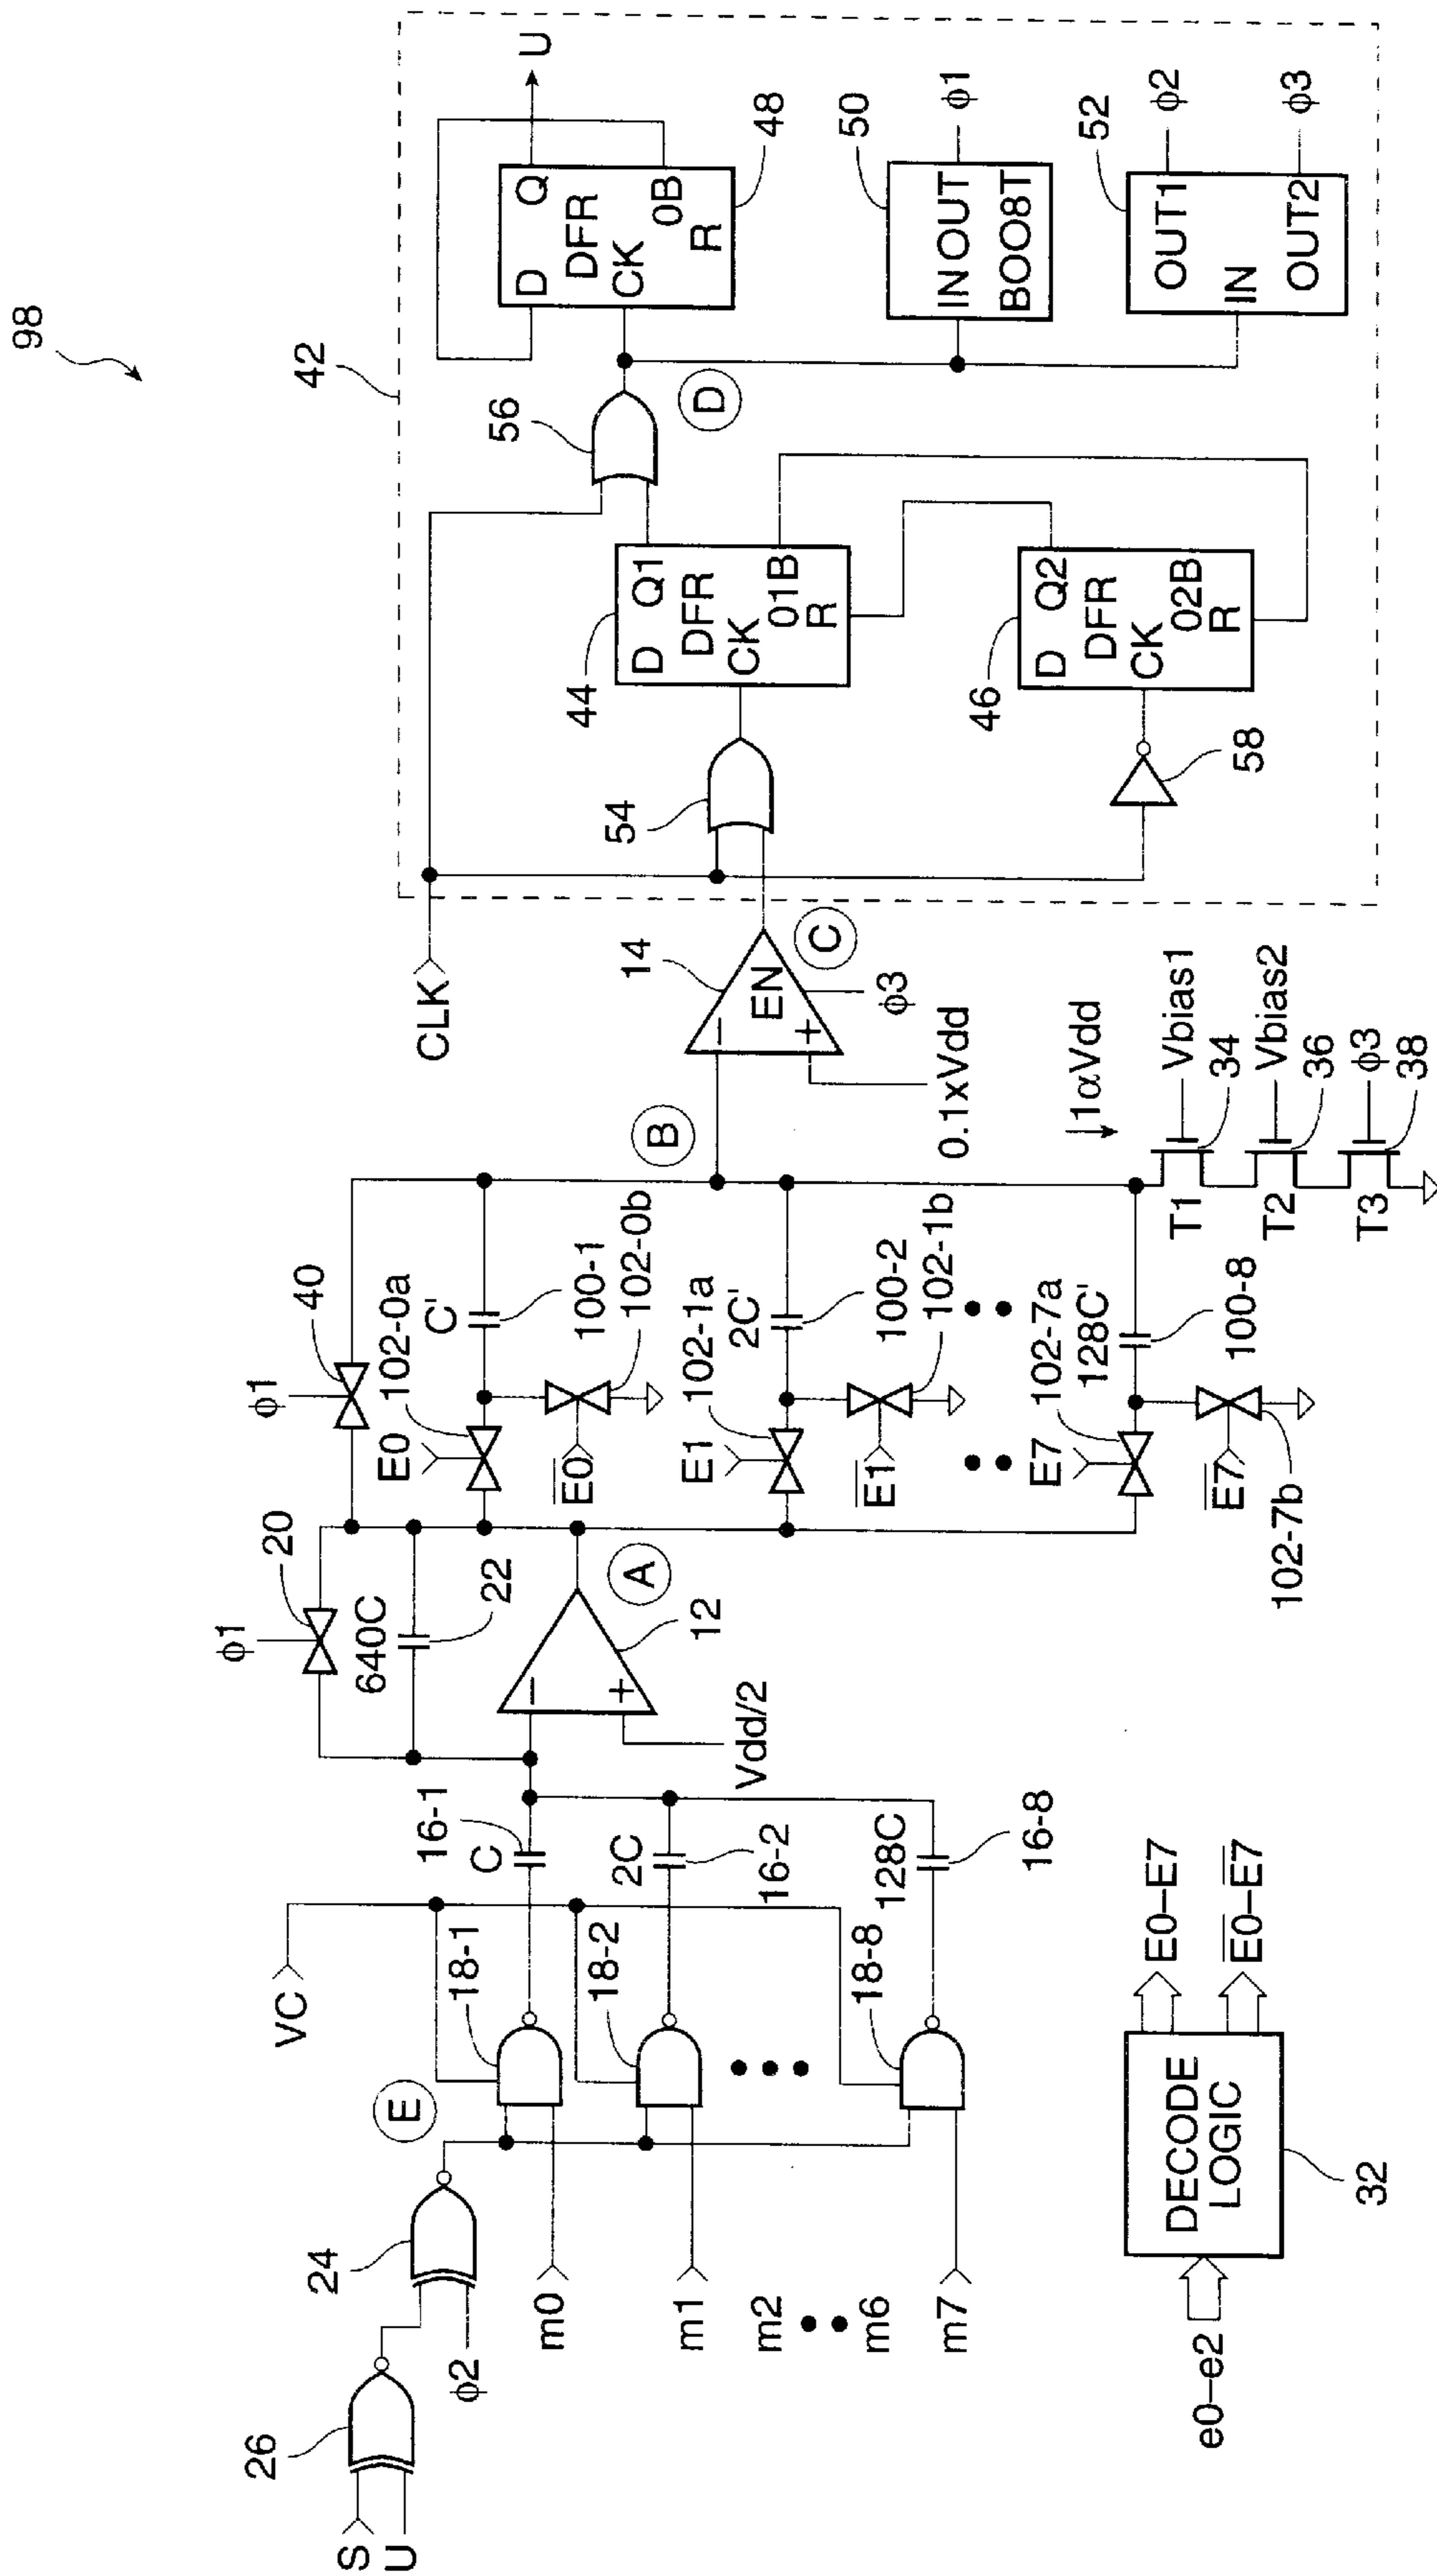 98
S
U
26
24
ϕ2
E
VC
18-1
18-2
18-8
m0
m1
m2
m6
m7
C
16-1
2C
16-2
128C
16-8
ϕ1
20
640C
22
12
Vdd/2
A
ϕ1
40
E0
102-0a
C'
100-1
E0
102-0b
E1
102-1a
2C'
100-2
E1
102-1b
E7
102-7a
128C'
100-8
E7
102-7b
B
14
EN
0.1xVdd
ϕ3
C
1αVdd
T1
Vbias1
34
T2
Vbias2
36
T3
ϕ3
38
CLK
42
54
44
D Q1
DFR
CK
01B
R
46
D Q2
DFR
CK
02B
R
58
56
D
D Q
DFR
CK
0B
R
48
U
50
IN OUT
BOO8T
ϕ1
52
OUT1
IN
OUT2
ϕ2
ϕ3
e0–e2
DECODE
LOGIC
32
E0–E7
E0–E7